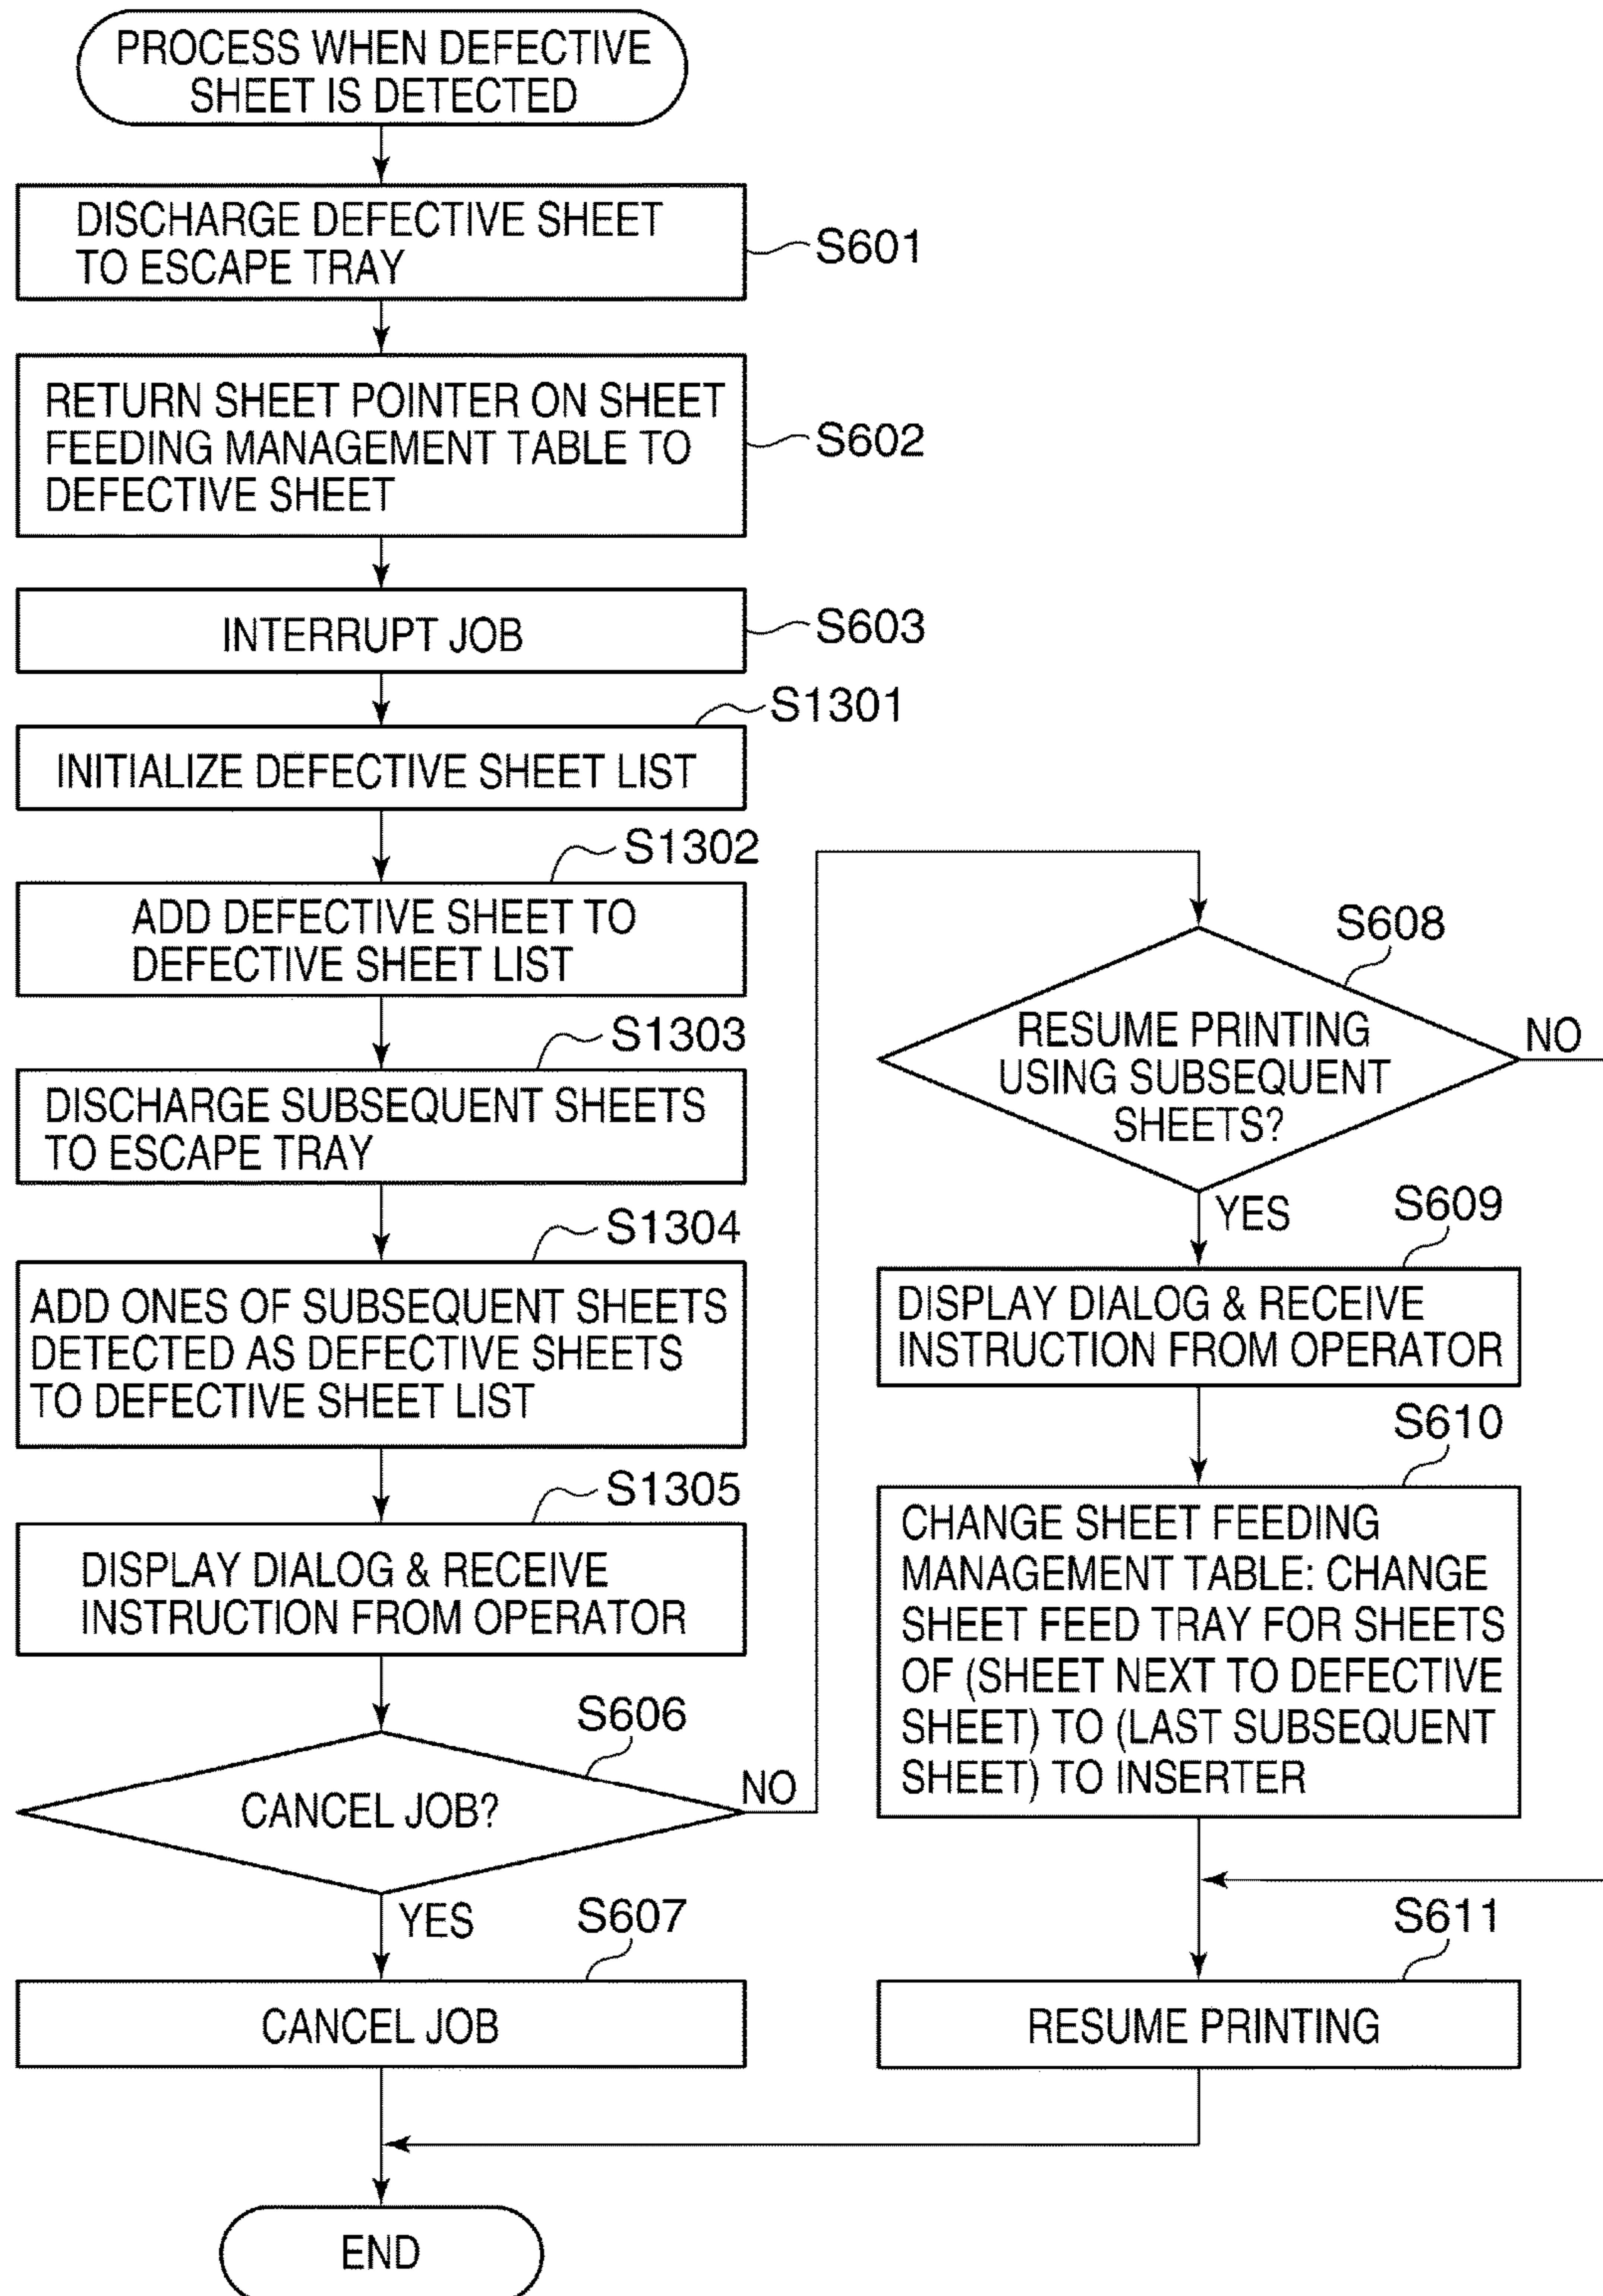 PROCESS WHEN DEFECTIVE
SHEET IS DETECTED
DISCHARGE DEFECTIVE SHEET
TO ESCAPE TRAY
S601
RETURN SHEET POINTER ON SHEET
FEEDING MANAGEMENT TABLE TO
DEFECTIVE SHEET
S602
INTERRUPT JOB
S603
S1301
INITIALIZE DEFECTIVE SHEET LIST
S1302
ADD DEFECTIVE SHEET TO
DEFECTIVE SHEET LIST
S1303
DISCHARGE SUBSEQUENT SHEETS
TO ESCAPE TRAY
S1304
ADD ONES OF SUBSEQUENT SHEETS
DETECTED AS DEFECTIVE SHEETS
TO DEFECTIVE SHEET LIST
S1305
DISPLAY DIALOG & RECEIVE
INSTRUCTION FROM OPERATOR
S606
CANCEL JOB?
NO
YES
S607
CANCEL JOB
S608
RESUME PRINTING
USING SUBSEQUENT
SHEETS?
NO
YES
S609
DISPLAY DIALOG & RECEIVE
INSTRUCTION FROM OPERATOR
S610
CHANGE SHEET FEEDING
MANAGEMENT TABLE: CHANGE
SHEET FEED TRAY FOR SHEETS
OF (SHEET NEXT TO DEFECTIVE
SHEET) TO (LAST SUBSEQUENT
SHEET) TO INSERTER
S611
RESUME PRINTING
END